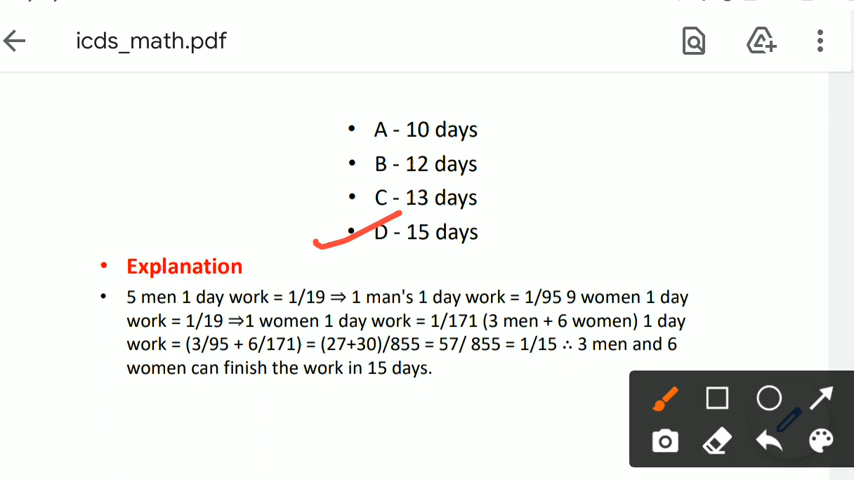 icds_math.pdf
• A - 10 days
• B - 12 days
• C - 13 days
• D - 15 days
• Explanation
• 5 men 1 day work = 1/19 ⇒ 1 man's 1 day work = 1/95 9 women 1 day
work = 1/19 ⇒1 women 1 day work = 1/171 (3 men + 6 women) 1 day
work = (3/95 + 6/171) = (27+30)/855 = 57/ 855 = 1/15 ∴ 3 men and 6
women can finish the work in 15 days.